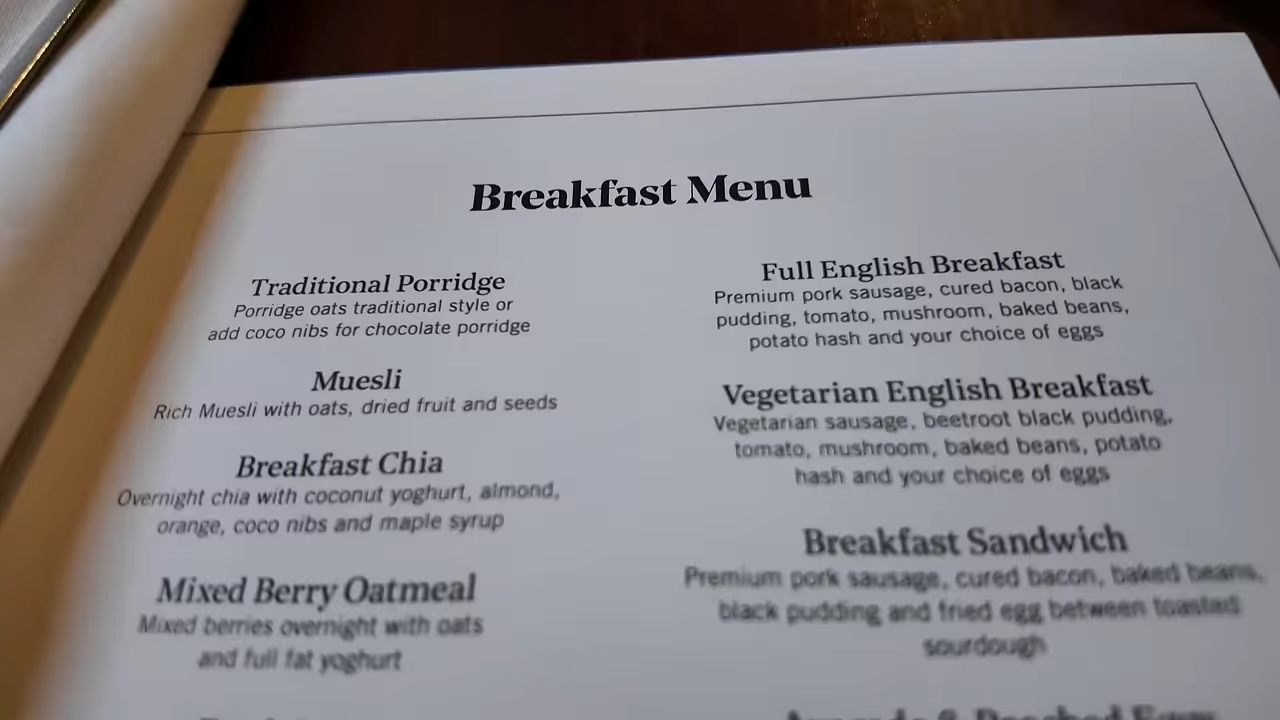 Breakfast Menu
Traditional Porridge
Porridge oats traditional style or
add coco nibs for chocolate porridge
Muesli
Rich Muesli with oats, dried fruit and seeds
Breakfast Chia
Overnight chia with coconut yoghurt, almond,
orange, coco nibs and maple syrup
Mixed Berry Oatmeal
Mixed berries overnight with oats
and full fat yoghurt
Full English Breakfast
Premium pork sausage, cured bacon, black
pudding, tomato, mushroom, baked beans,
potato hash and your choice of eggs
Vegetarian English Breakfast
Vegetarian sausage, beetroot black pudding,
tomato, mushroom, baked beans, potato
hash and your choice of eggs
Breakfast Sandwich
Premium pork sausage, cured bacon, baked beans,
black pudding and fried egg between toasted
sourdough